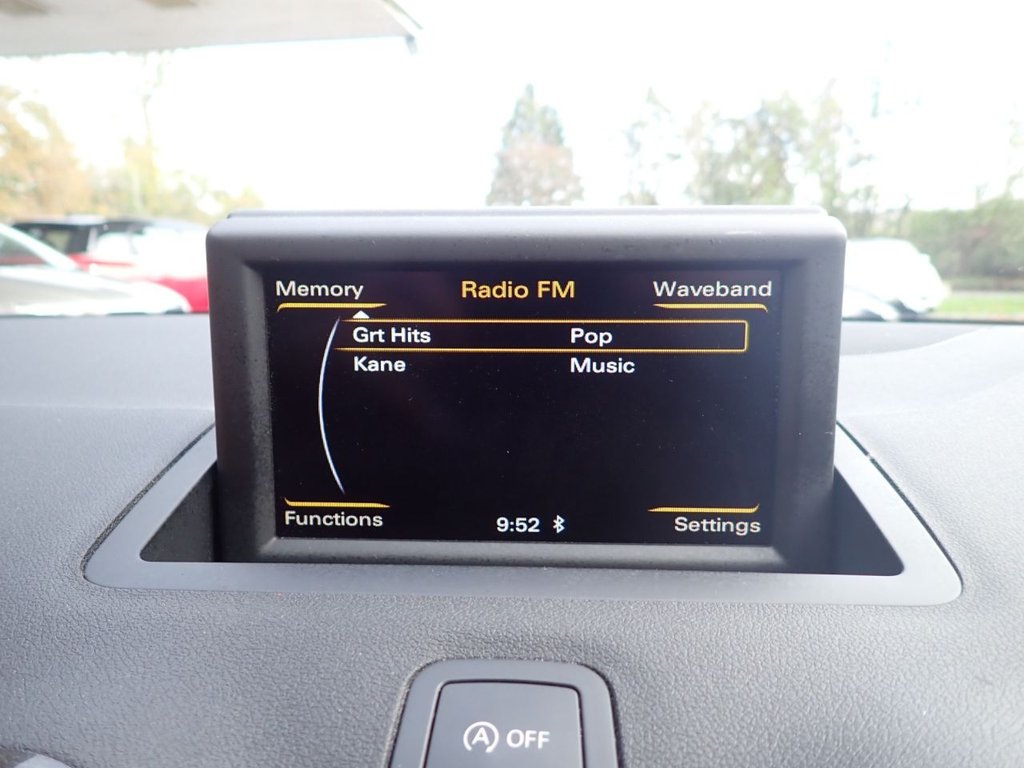 Memory Radio FM Waveband
Grt Hits Pop
Kane Music
Functions 9:52 Settings
A OFF